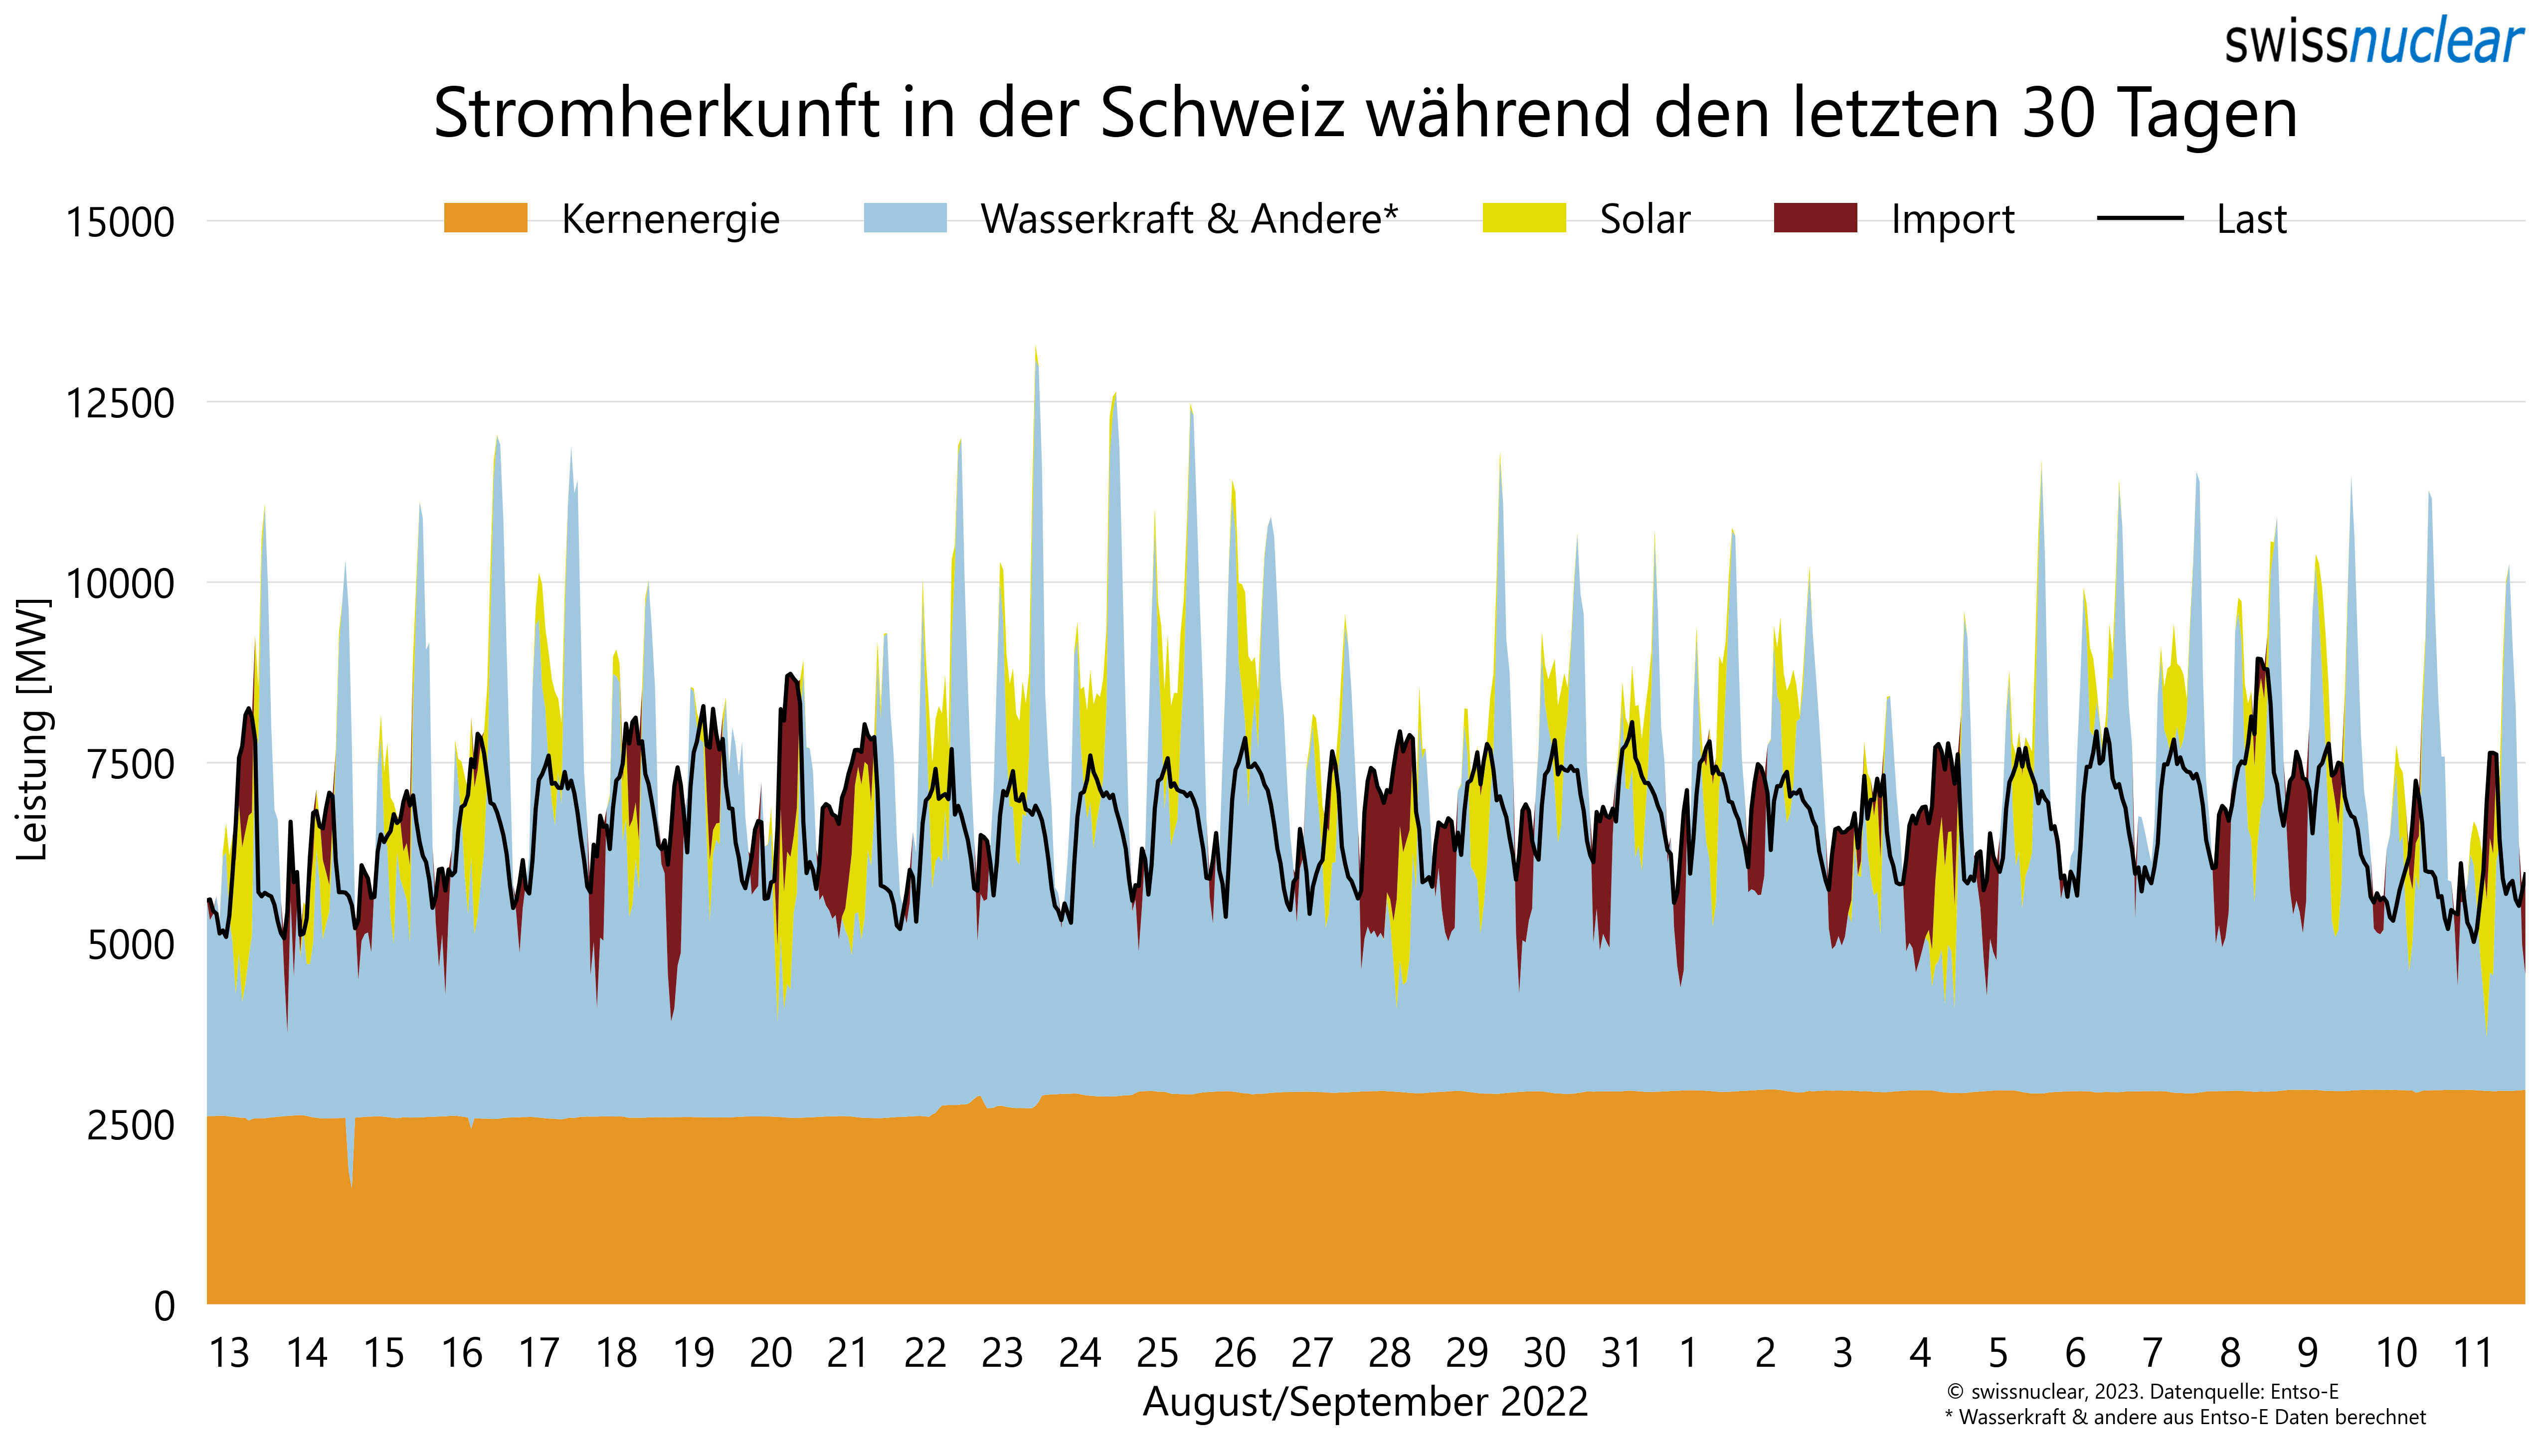 swissnuclear
Stromherkunft in der Schweiz während den letzten 30 Tagen
Kernenergie Wasserkraft & Andere* Solar Import Last
15000
12500
10000
7500
5000
2500
0
Leistung [MW]
13 14 15 16 17 18 19 20 21 22 23 24 25 26 27 28 29 30 31 1 2 3 4 5 6 7 8 9 10 11
August/September 2022
© swissnuclear, 2023. Datenquelle: Entso-E
* Wasserkraft & andere aus Entso-E Daten berechnet